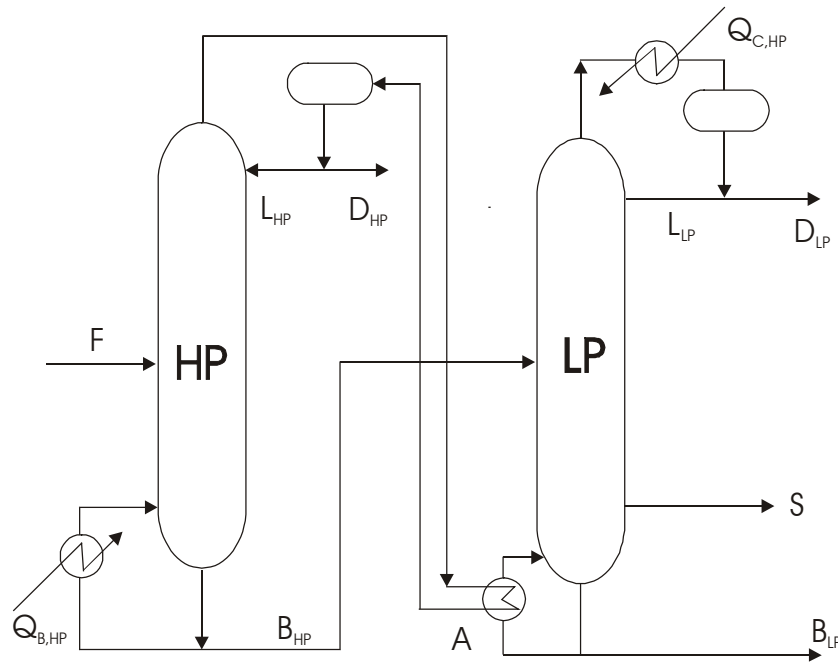 Q_C,HP
L_HP D_HP
L_LP D_LP
F
HP
LP
S
Q_B,HP
B_HP
A
B_LP